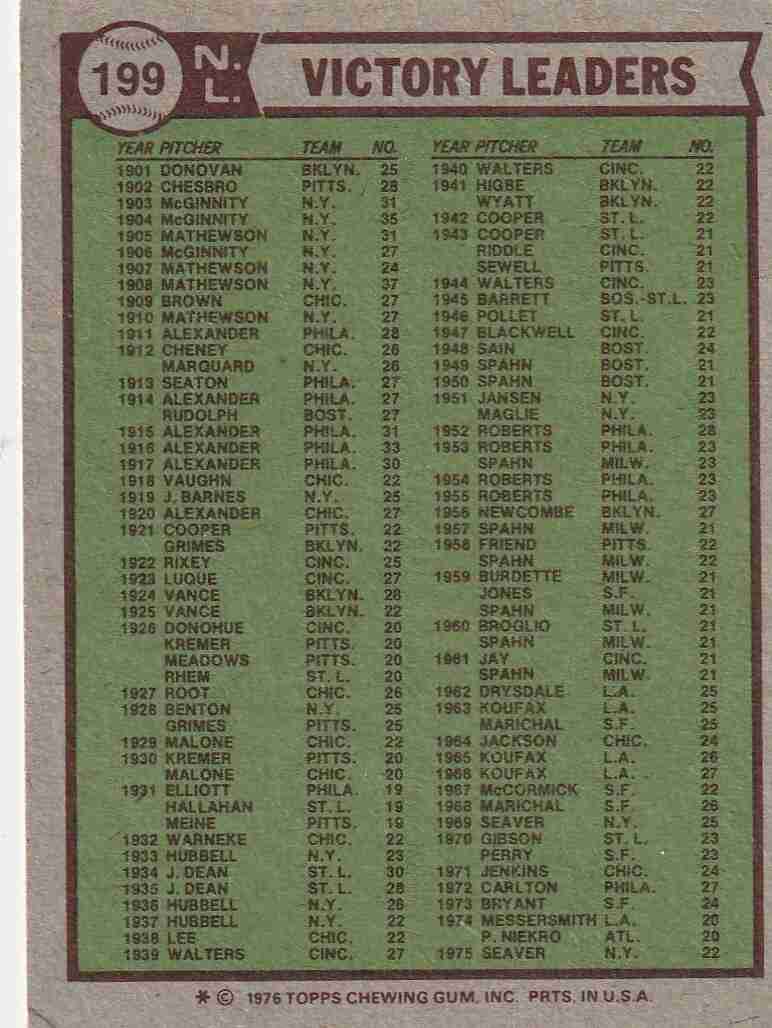 199 N.L. VICTORY LEADERS
YEAR PITCHER TEAM NO.
1901 DONOVAN BKLYN. 25
1902 CHESBRO PITTS. 28
1903 McGINNITY N.Y. 31
1904 McGINNITY N.Y. 35
1905 MATHEWSON N.Y. 31
1906 McGINNITY N.Y. 27
1907 MATHEWSON N.Y. 24
1908 MATHEWSON N.Y. 37
1909 BROWN CHIC. 27
1910 MATHEWSON N.Y. 27
1911 ALEXANDER PHILA. 28
1912 CHENEY CHIC. 26
MARQUARD N.Y. 26
1913 SEATON PHILA. 27
1914 ALEXANDER PHILA. 27
RUDOLPH BOST. 27
1915 ALEXANDER PHILA. 31
1916 ALEXANDER PHILA. 33
1917 ALEXANDER PHILA. 30
1918 VAUGHN CHIC. 22
1919 J. BARNES N.Y. 25
1920 ALEXANDER CHIC. 27
1921 COOPER PITTS. 22
GRIMES BKLYN. 22
1922 RIXEY CINC. 25
1923 LUQUE CINC. 27
1924 VANCE BKLYN. 28
1925 VANCE BKLYN. 22
1926 DONOHUE CINC. 20
KREMER PITTS. 20
MEADOWS PITTS. 20
RHEM ST. L. 20
1927 ROOT CHIC. 26
1928 BENTON N.Y. 25
GRIMES PITTS. 25
1929 MALONE CHIC. 22
1930 KREMER PITTS. 20
MALONE CHIC. 20
1931 ELLIOTT PHILA. 19
HALLAHAN ST. L. 19
MEINE PITTS. 19
1932 WARNEKE CHIC. 22
1933 HUBBELL N.Y. 23
1934 J. DEAN ST. L. 30
1935 J. DEAN ST. L. 28
1936 HUBBELL N.Y. 26
1937 HUBBELL N.Y. 22
1938 LEE CHIC. 22
1939 WALTERS CINC. 27
YEAR PITCHER TEAM NO.
1940 WALTERS CINC. 22
1941 HIGBE BKLYN. 22
WYATT BKLYN. 22
1942 COOPER ST. L. 22
1943 COOPER ST. L. 21
RIDDLE CINC. 21
SEWELL PITTS. 21
1944 WALTERS CINC. 23
1945 BARRETT BOS.-ST.L. 23
1946 POLLET ST. L. 21
1947 BLACKWELL CINC. 22
1948 SAIN BOST. 24
1949 SPAHN BOST. 21
1950 SPAHN BOST. 21
1951 JANSEN N.Y. 23
MAGLIE N.Y. 23
1952 ROBERTS PHILA. 28
1953 ROBERTS PHILA. 23
SPAHN MILW. 23
1954 ROBERTS PHILA. 23
1955 ROBERTS PHILA. 23
1956 NEWCOMBE BKLYN. 27
1957 SPAHN MILW. 21
1958 FRIEND PITTS. 22
SPAHN MILW. 22
1959 BURDETTE MILW. 21
JONES S.F. 21
SPAHN MILW. 21
1960 BROGLIO ST. L. 21
SPAHN MILW. 21
1961 JAY CINC. 21
SPAHN MILW. 21
1962 DRYSDALE L.A. 25
1963 KOUFAX L.A. 25
MARICHAL S.F. 25
1964 JACKSON CHIC. 24
1965 KOUFAX L.A. 26
1966 KOUFAX L.A. 27
1967 McCORMICK S.F. 22
1968 MARICHAL S.F. 26
1969 SEAVER N.Y. 25
1970 GIBSON ST. L. 23
PERRY S.F. 23
1971 JENKINS CHIC. 24
1972 CARLTON PHILA. 27
1973 BRYANT S.F. 24
1974 MESSERSMITH L.A. 20
P. NIEKRO ATL. 20
1975 SEAVER N.Y. 22
* © 1976 TOPPS CHEWING GUM, INC. PRTS. IN U.S.A.